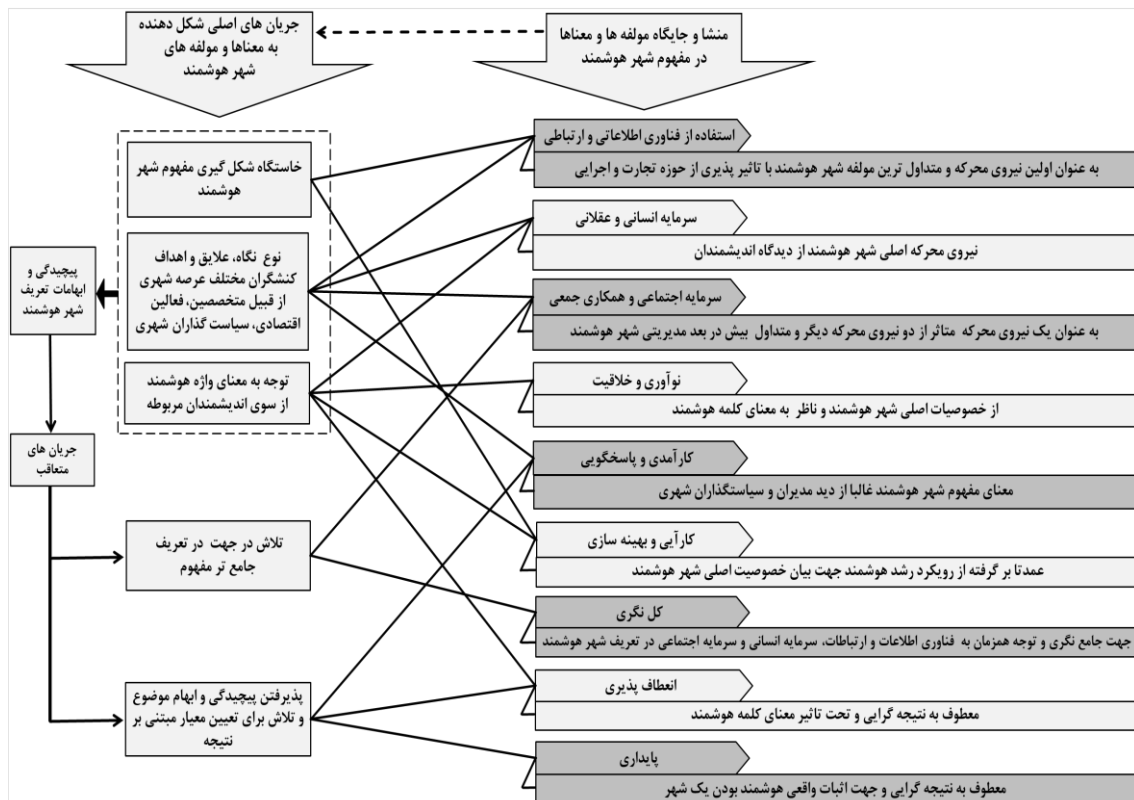 منشا و جایگاه مولفه ها و معناها
در مفهوم شهر هوشمند
جریان های اصلی شکل دهنده
به معناها و مولفه های
شهر هوشمند
استفاده از فناوری اطلاعاتی و ارتباطی
به عنوان اولین نیروی محرکه و متداول ترین مولفه شهر هوشمند با تاثیر پذیری از حوزه تجارت و اجرایی
سرمایه انسانی و عقلانی
نیروی محرکه اصلی شهر هوشمند از دیدگاه اندیشمندان
سرمایه اجتماعی و همکاری جمعی
به عنوان یک نیروی محرکه متاثر از دو نیروی محرکه دیگر و متداول بیش در بعد مدیریتی شهر هوشمند
نوآوری و خلاقیت
از خصوصیات اصلی شهر هوشمند و ناظر به معنای کلمه هوشمند
کارآمدی و پاسخگویی
معنای مفهوم شهر هوشمند غالبا از دید مدیران و سیاستگذاران شهری
کارآیی و بهینه سازی
عمدتا بر گرفته از رویکرد رشد هوشمند جهت بیان خصوصیت اصلی شهر هوشمند
کل نگری
جهت جامع نگری و توجه همزمان به فناوری اطلاعات و ارتباطات، سرمایه انسانی و سرمایه اجتماعی در تعریف شهر هوشمند
انعطاف پذیری
معطوف به نتیجه گرایی و تحت تاثیر معنای کلمه هوشمند
پایداری
معطوف به نتیجه گرایی و جهت اثبات واقعی هوشمند بودن یک شهر
خاستگاه شکل گیری مفهوم شهر
هوشمند
نوع نگاه، علایق و اهداف
کنشگران مختلف عرصه شهری
از قبیل متخصصین، فعالین
اقتصادی، سیاست گذاران شهری
توجه به معنای واژه هوشمند
از سوی اندیشمندان مربوطه
تلاش در جهت در تعریف
جامع تر مفهوم
پذیرفتن پیچیدگی و ابهام موضوع
و تلاش برای تعیین معیار مبتنی بر
نتیجه
پیچیدگی و
ابهامات تعریف
شهر هوشمند
جریان های
متعاقب